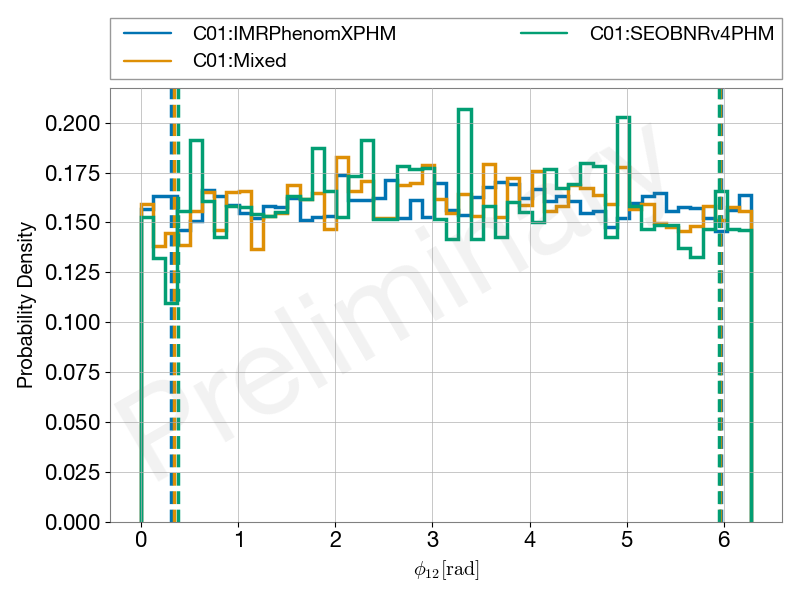 C01:IMRPhenomXPHM
C01:Mixed
C01:SEOBNRv4PHM
Probability Density
0.200
0.175
0.150
0.125
0.100
0.075
0.050
0.025
0.000
Preliminary
0 1 2 3 4 5 6
ϕ₁₂[rad]